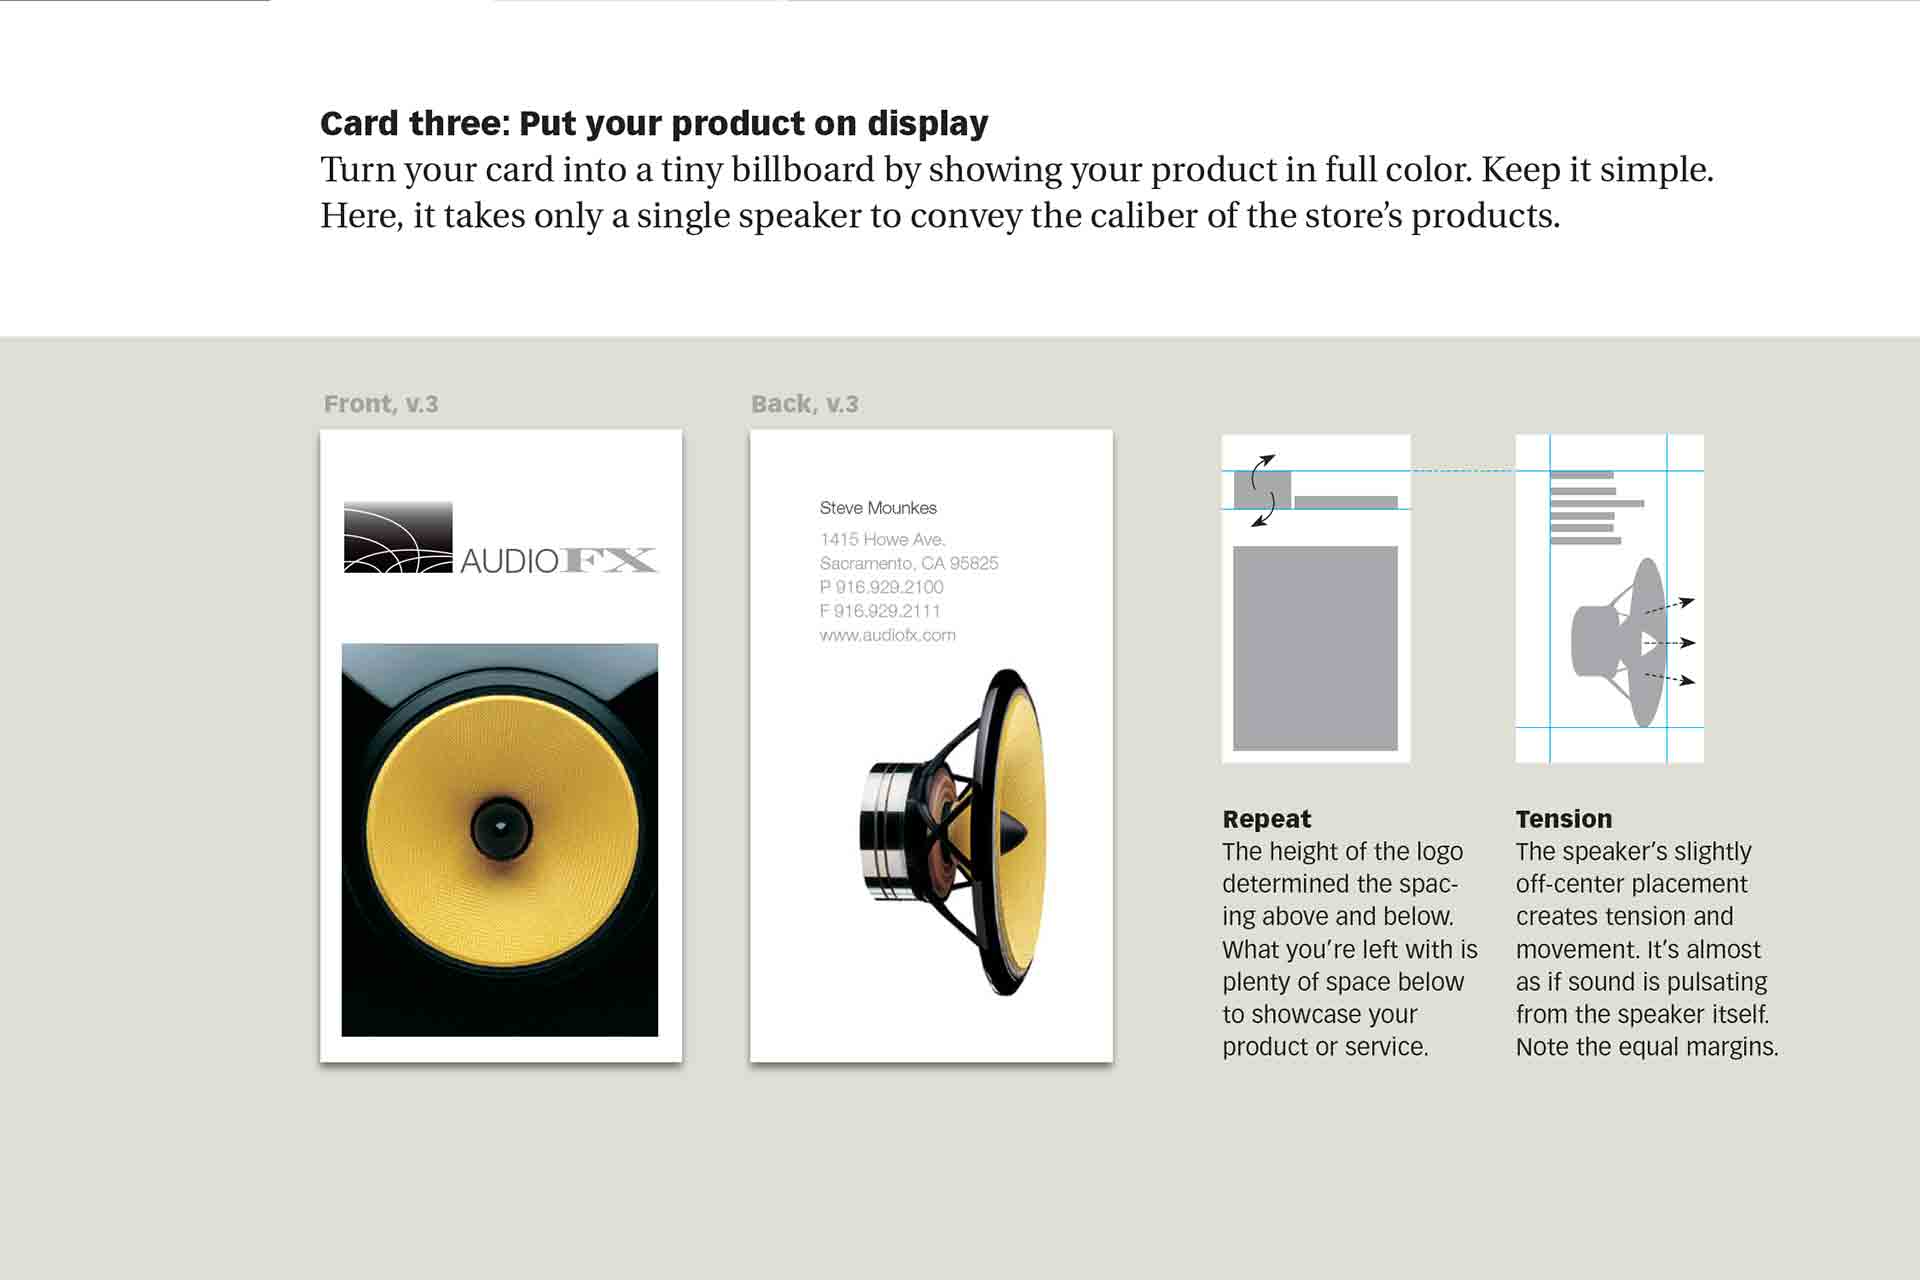 Card three: Put your product on display
Turn your card into a tiny billboard by showing your product in full color. Keep it simple.
Here, it takes only a single speaker to convey the caliber of the store’s products.
Front, v.3
AUDIOFX
Back, v.3
Steve Mounkes
1415 Howe Ave.
Sacramento, CA 95825
P 916.929.2100
F 916.929.2111
www.audiofx.com
Repeat
The height of the logo
determined the spac-
ing above and below.
What you’re left with is
plenty of space below
to showcase your
product or service.
Tension
The speaker’s slightly
off-center placement
creates tension and
movement. It’s almost
as if sound is pulsating
from the speaker itself.
Note the equal margins.